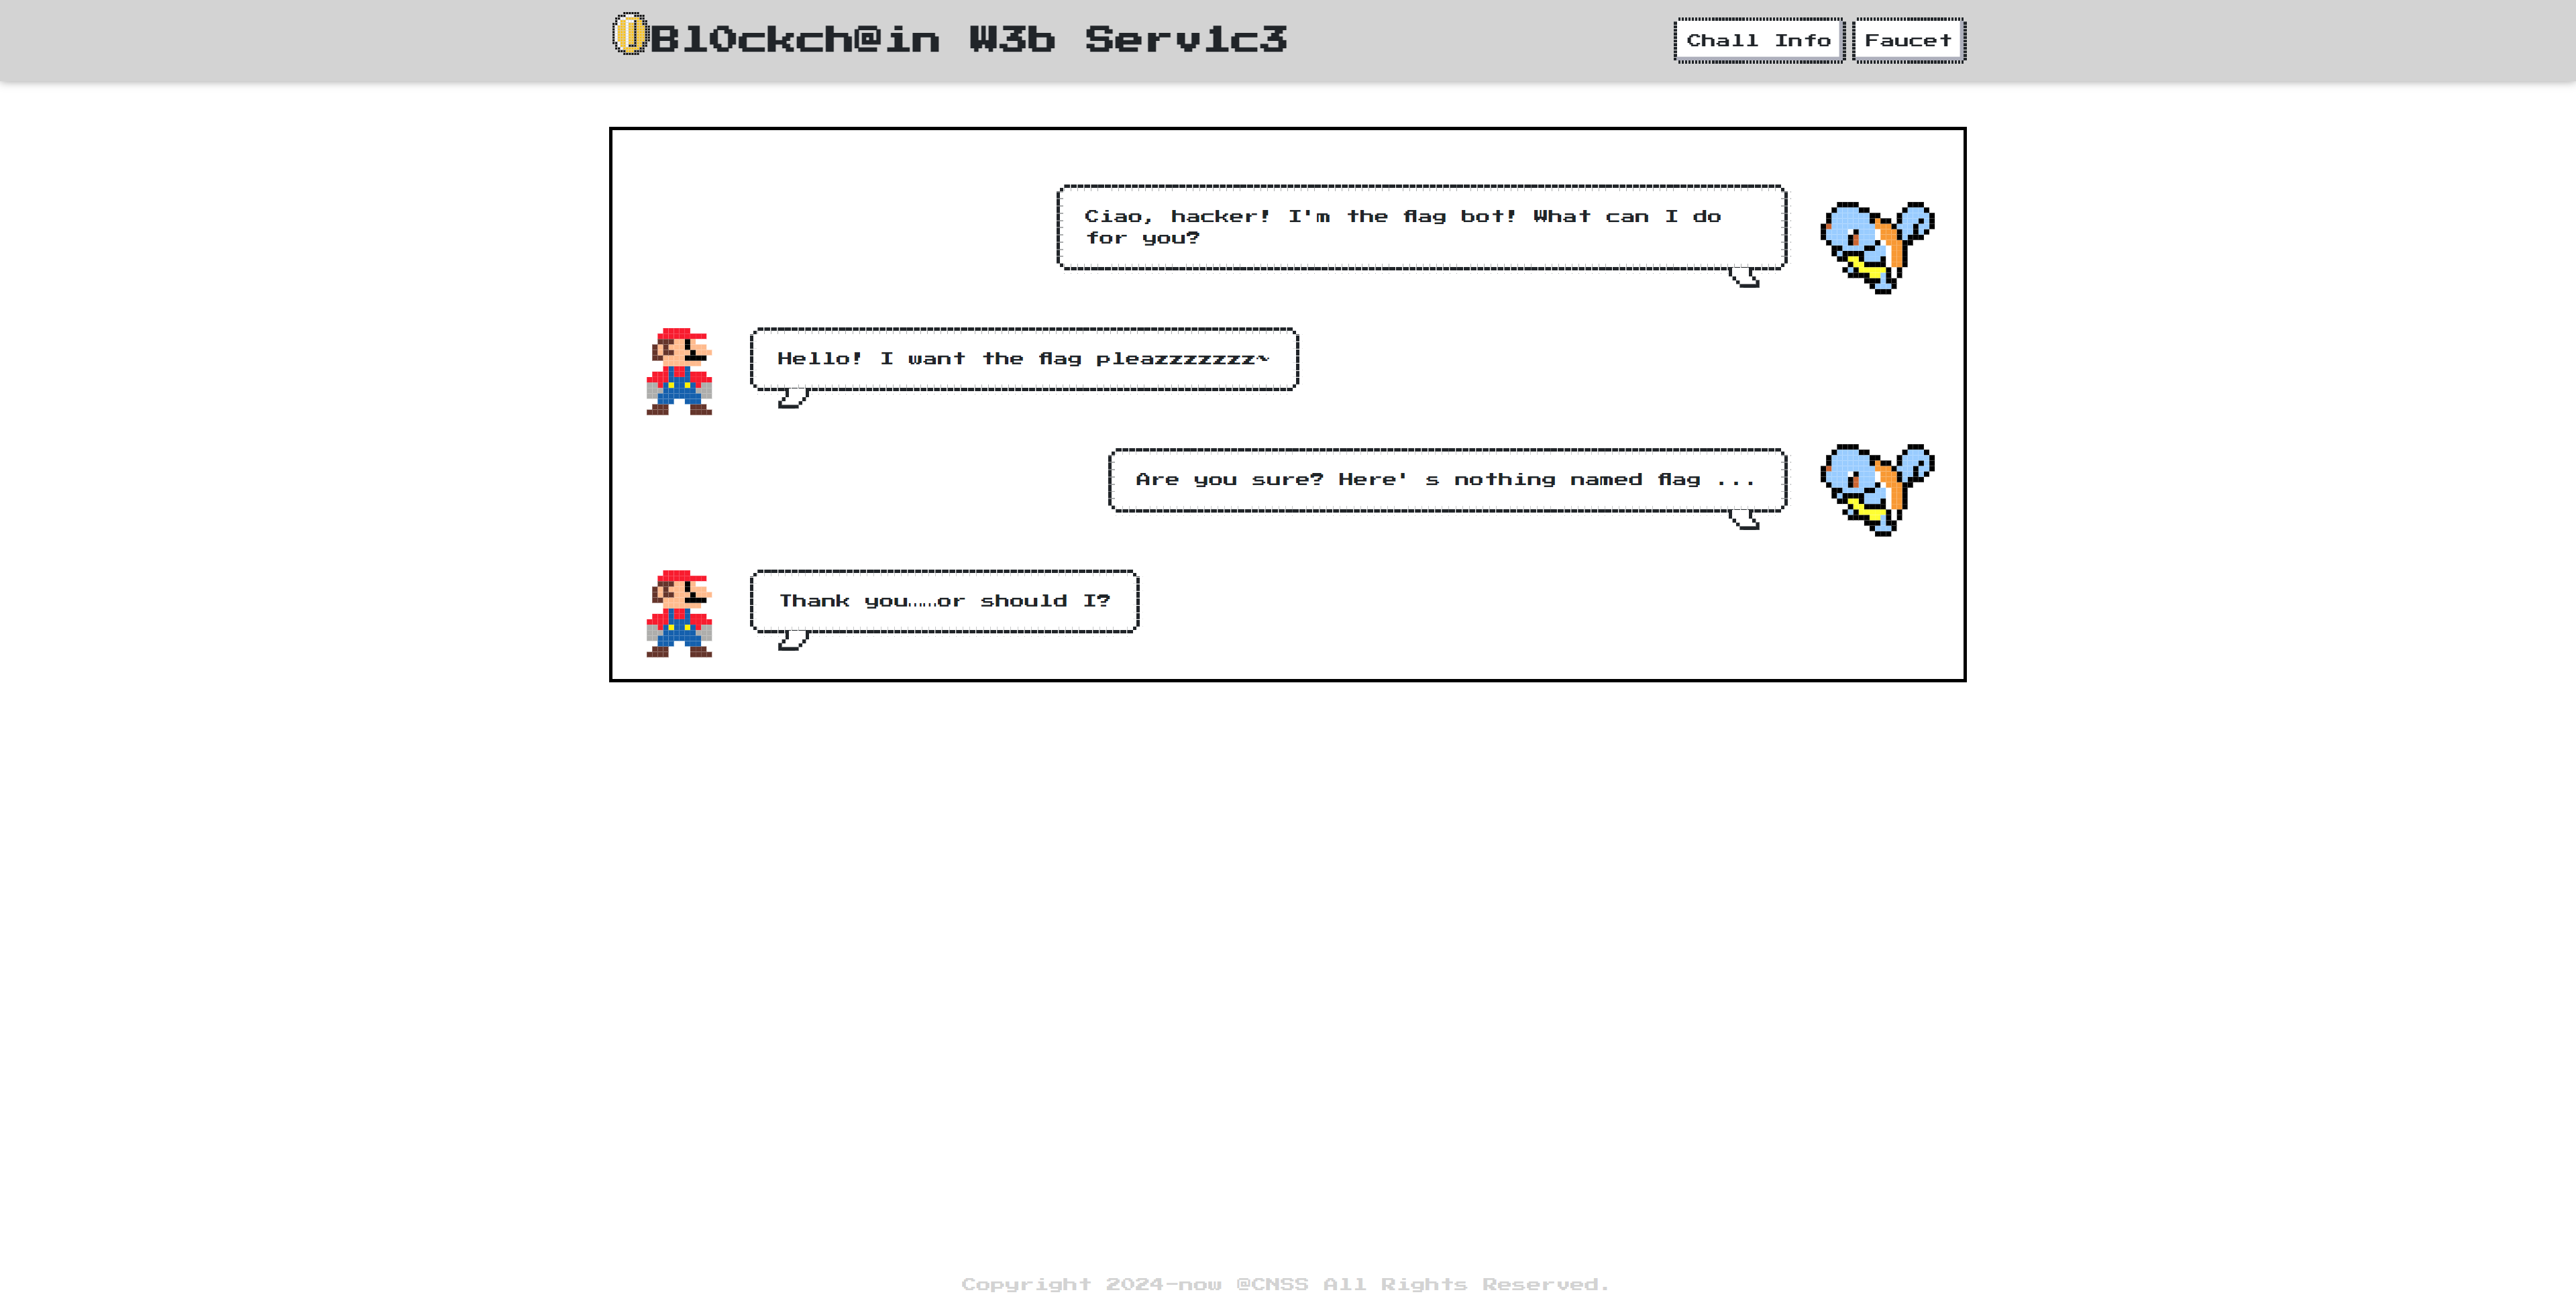 Bl0ckch@in W3b Serv1c3
Chall Info
Faucet
Ciao, hacker! I'm the flag bot! What can I do
for you?
Hello! I want the flag pleazzzzzzz~
Are you sure? Here' s nothing named flag ...
Thank you……or should I?
Copyright 2024-now @CNSS All Rights Reserved.